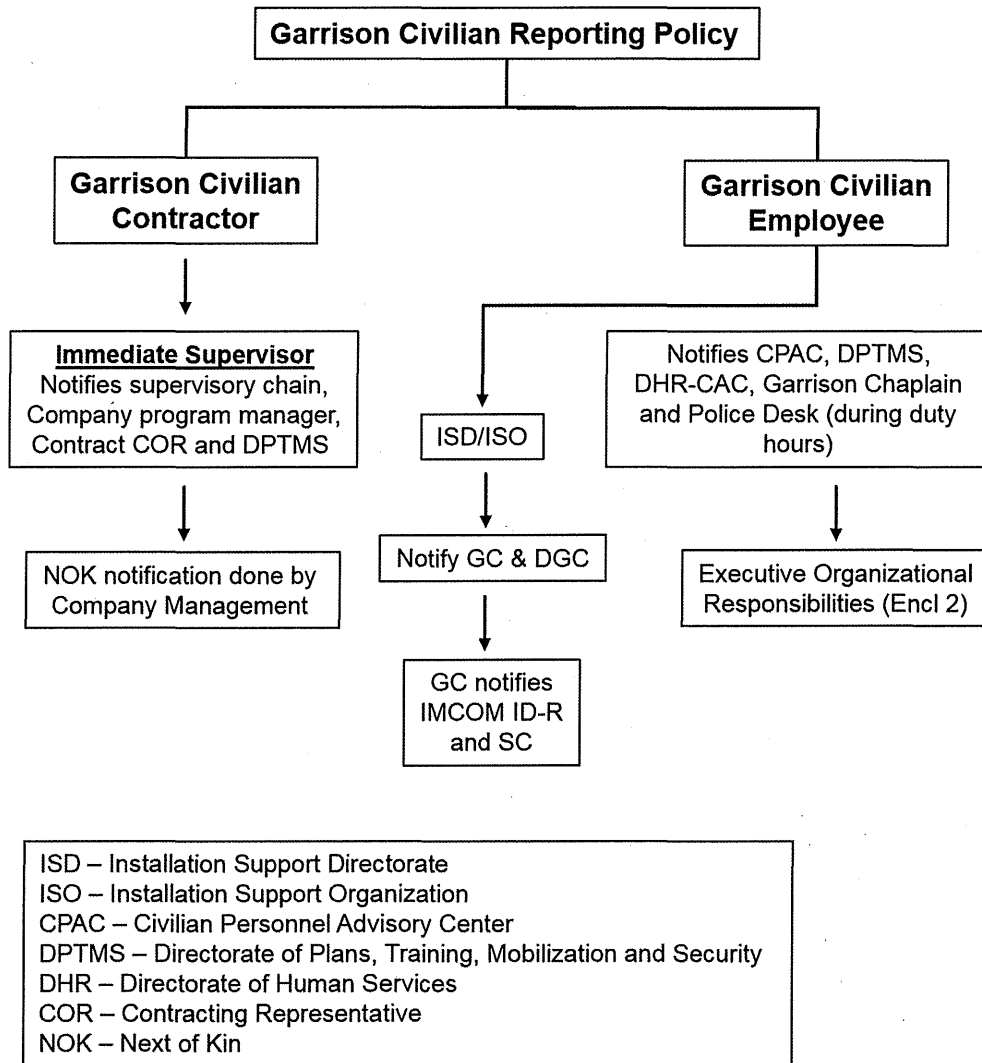 Garrison Civilian Reporting Policy
Garrison Civilian
Contractor
Garrison Civilian
Employee
Immediate Supervisor
Notifies supervisory chain,
Company program manager,
Contract COR and DPTMS
NOK notification done by
Company Management
ISD/ISO
Notify GC & DGC
GC notifies
IMCOM ID-R
and SC
Notifies CPAC, DPTMS,
DHR-CAC, Garrison Chaplain
and Police Desk (during duty
hours)
Executive Organizational
Responsibilities (Encl 2)
ISD – Installation Support Directorate
ISO – Installation Support Organization
CPAC – Civilian Personnel Advisory Center
DPTMS – Directorate of Plans, Training, Mobilization and Security
DHR – Directorate of Human Services
COR – Contracting Representative
NOK – Next of Kin